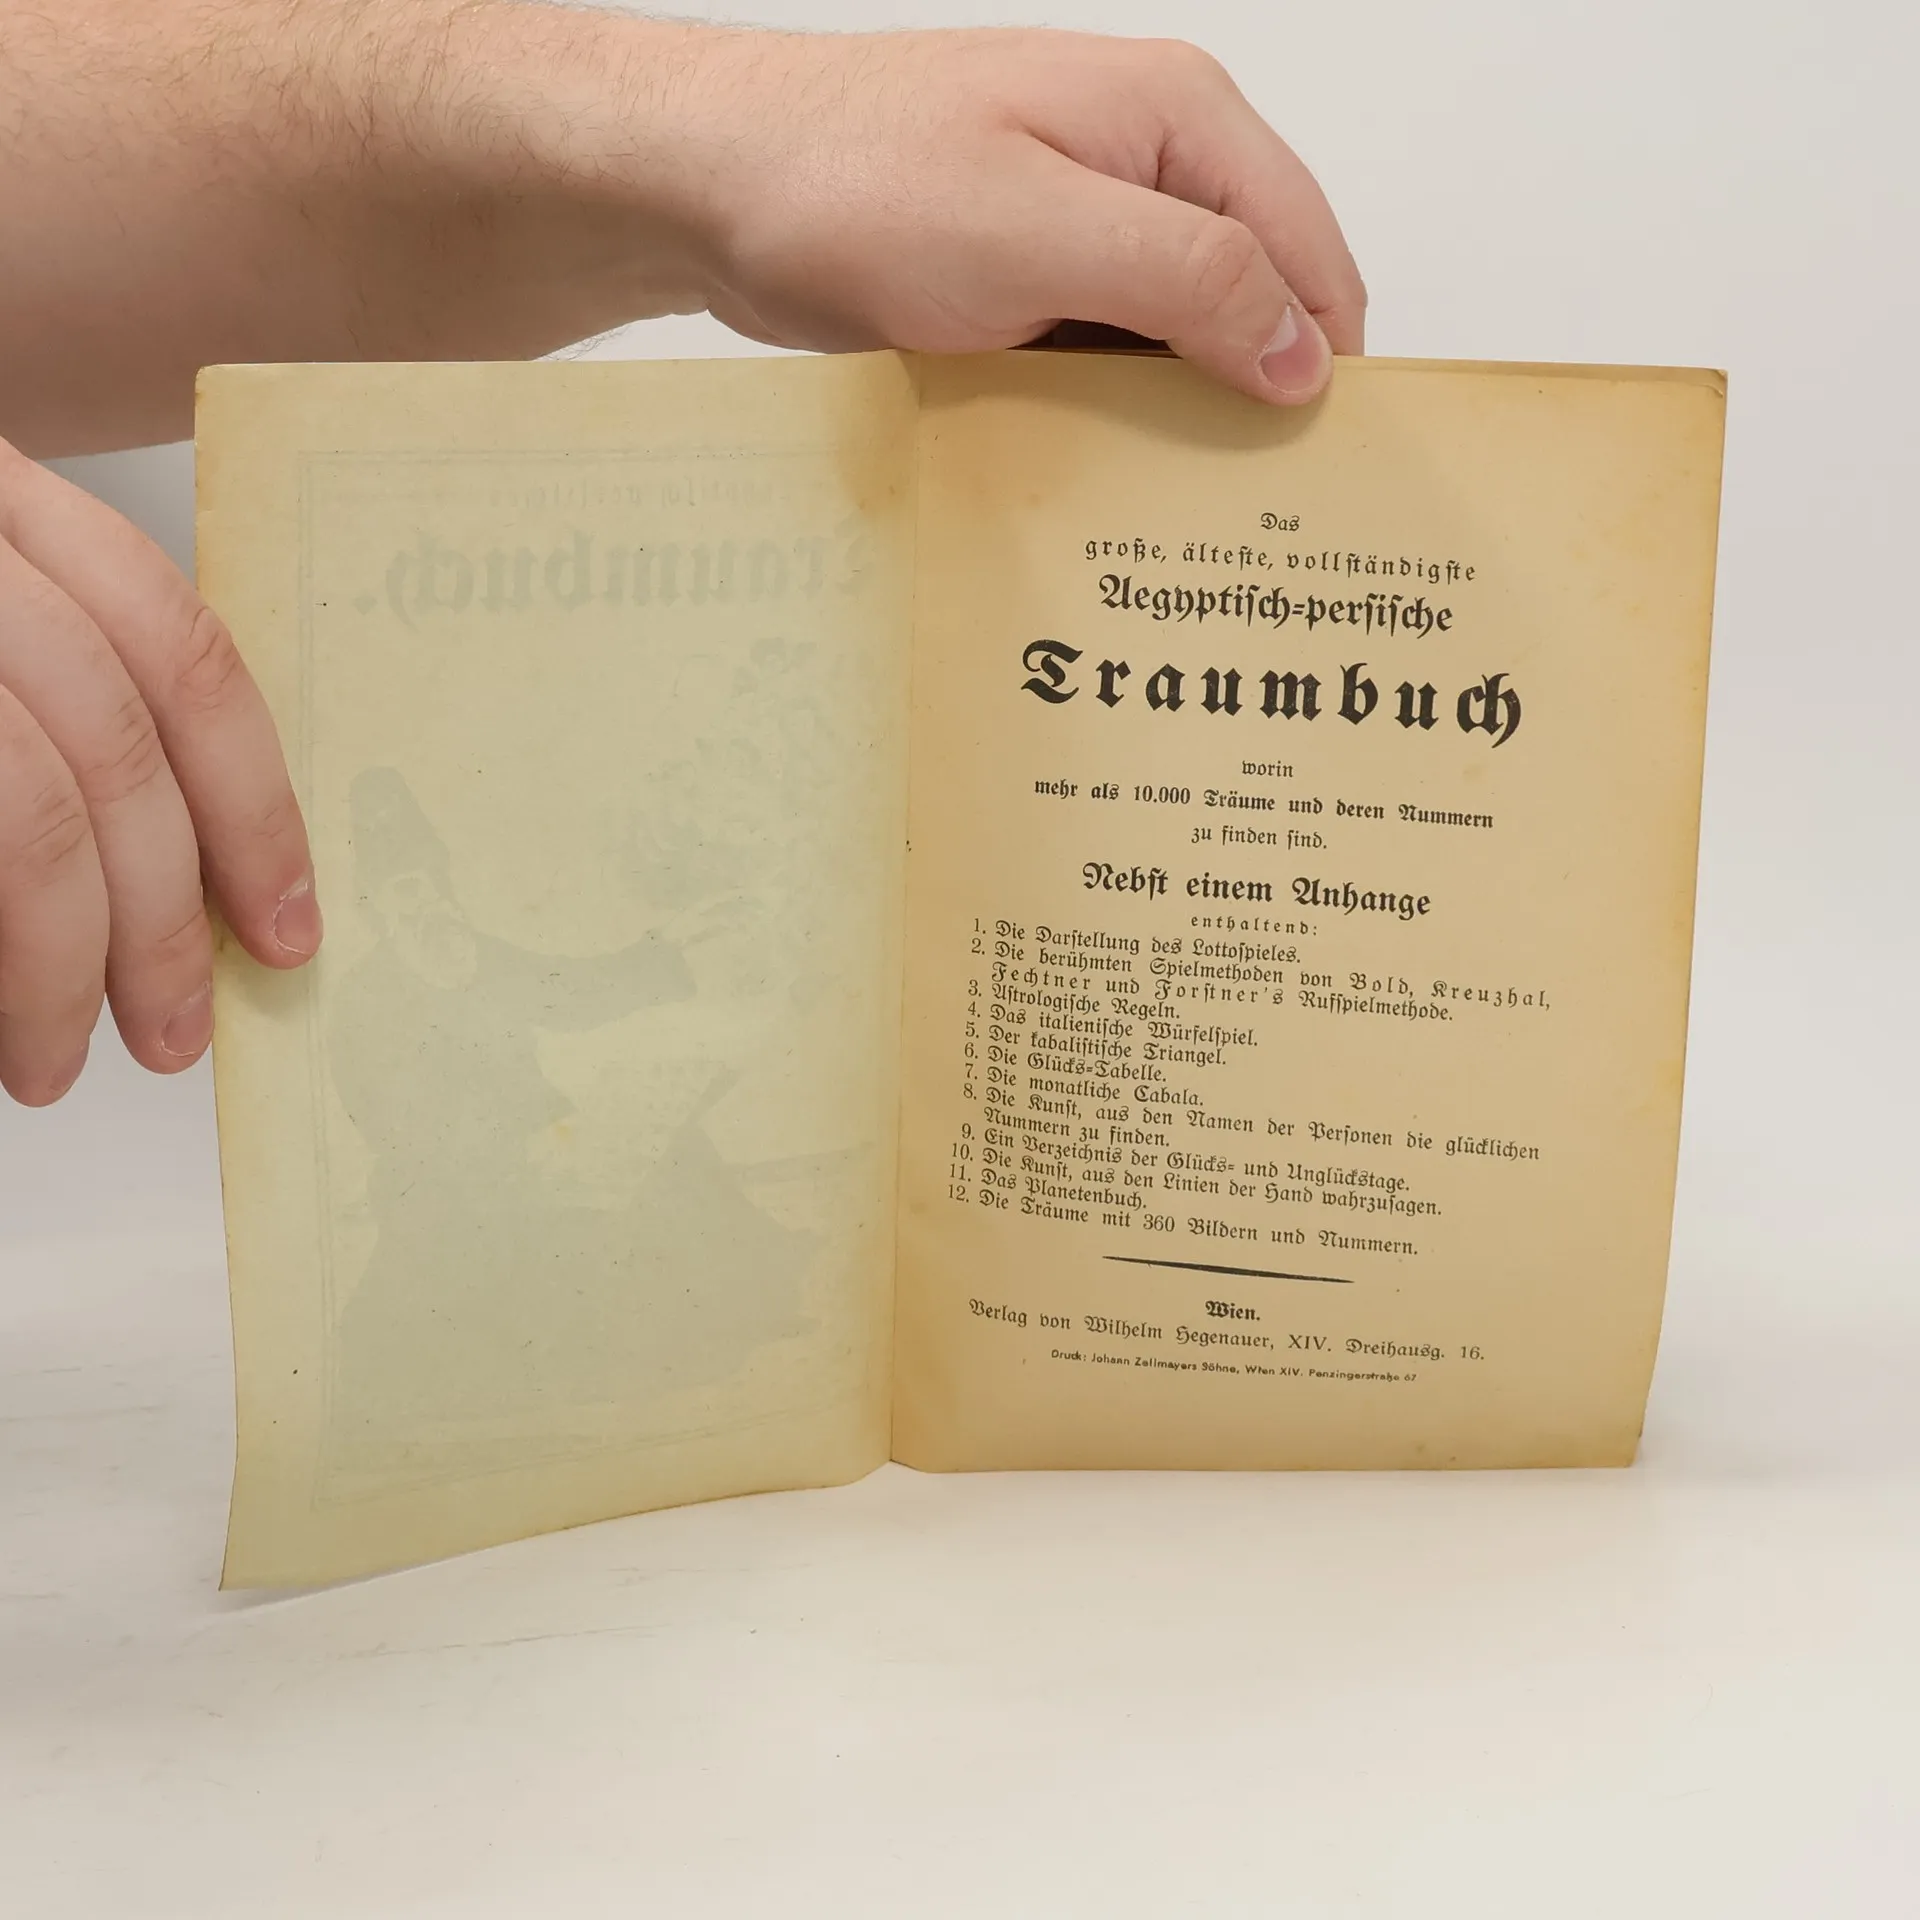 Traumbuch.
Das
große, älteste, vollständigste
Aegyptisch=persische
Traumbuch
worin
mehr als 10.000 Träume und deren Nummern
zu finden sind.
Nebst einem Anhange
enthaltend:
1. Die Darstellung des Lottospieles.
2. Die berühmten Spielmethoden von Bold, Kreuzhal,
Fechtner und Forstner's Rufspielmethode.
3. Astrologische Regeln.
4. Das italienische Würfelspiel.
5. Der kabalistische Triangel.
6. Die Glücks=Tabelle.
7. Die monatliche Cabala.
8. Die Kunst, aus den Namen der Personen die glücklichen
Nummern zu finden.
9. Ein Verzeichnis der Glücks= und Unglückstage.
10. Die Kunst, aus den Linien der Hand wahrzusagen.
11. Das Planetenbuch.
12. Die Träume mit 360 Bildern und Nummern.
Wien.
Verlag von Wilhelm Hegenauer, XIV. Dreihausg. 16.
Druck: Johann Zellmayers Söhne, Wien XIV. Penzingerstraße 67